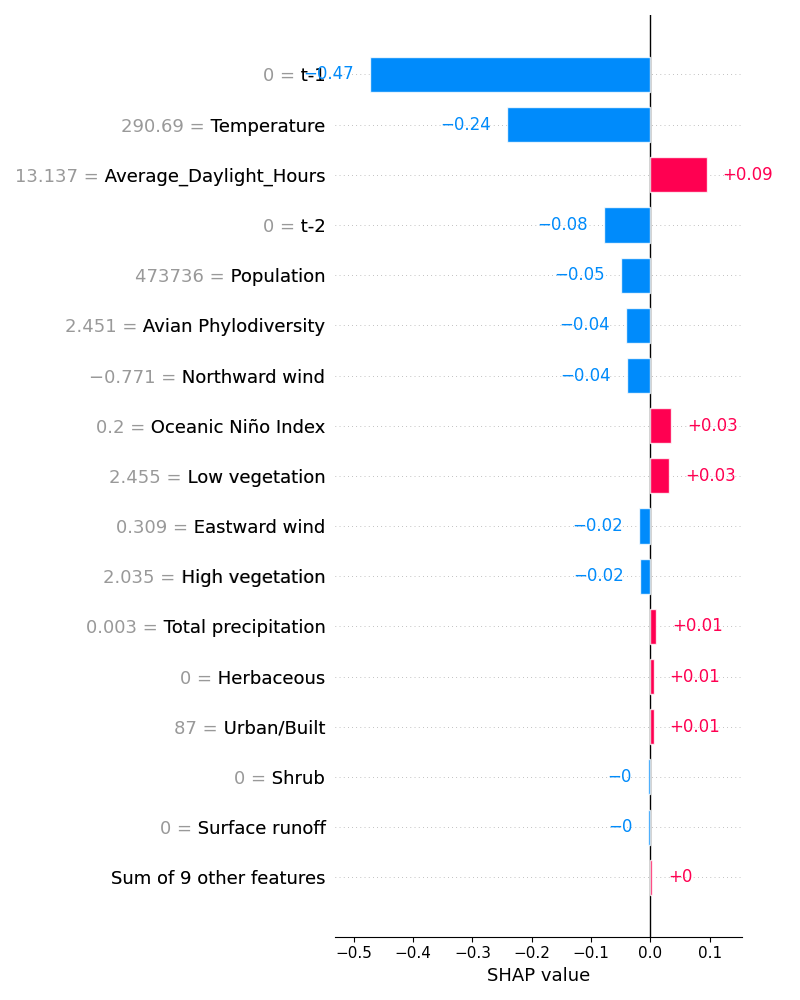 0 = t-1 −0.47
290.69 = Temperature −0.24
13.137 = Average_Daylight_Hours +0.09
0 = t-2 −0.08
473736 = Population −0.05
2.451 = Avian Phylodiversity −0.04
−0.771 = Northward wind −0.04
0.2 = Oceanic Niño Index +0.03
2.455 = Low vegetation +0.03
0.309 = Eastward wind −0.02
2.035 = High vegetation −0.02
0.003 = Total precipitation +0.01
0 = Herbaceous +0.01
87 = Urban/Built +0.01
0 = Shrub −0
0 = Surface runoff −0
Sum of 9 other features +0
−0.5 −0.4 −0.3 −0.2 −0.1 0.0 0.1
SHAP value